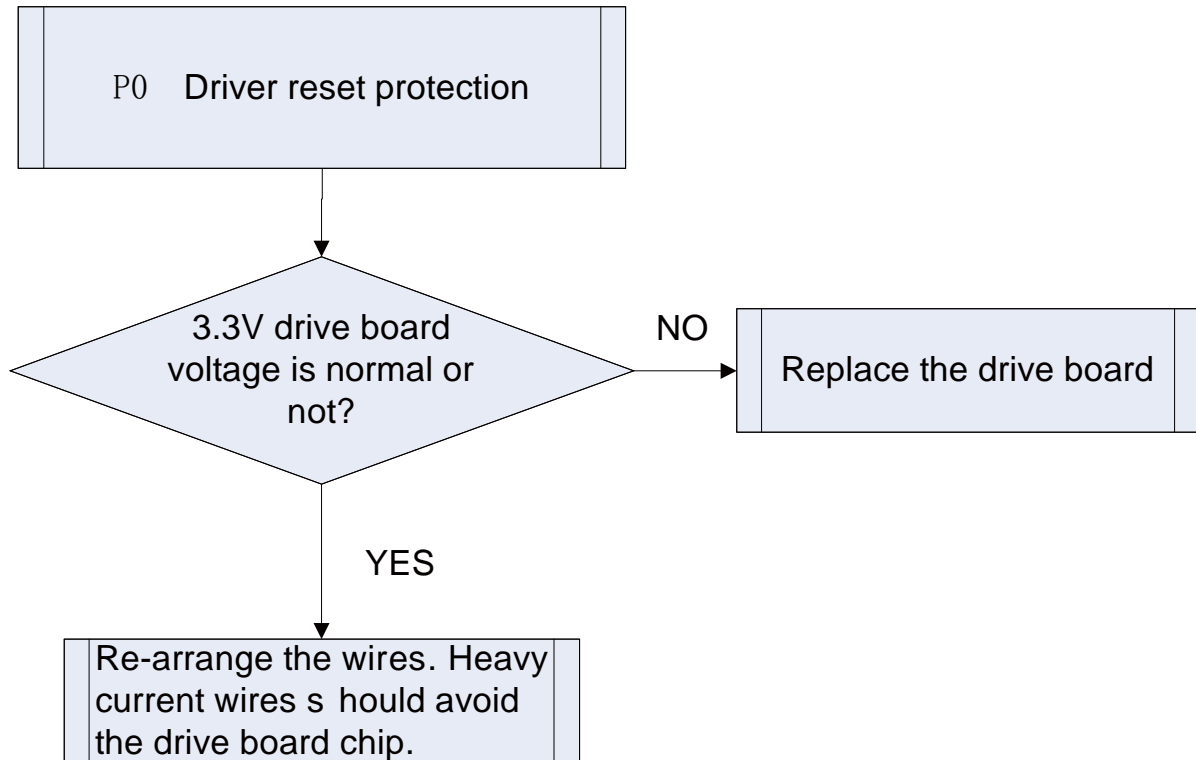 P0 Driver reset protection
3.3V drive board
voltage is normal or
not?
NO
Replace the drive board
YES
Re-arrange the wires. Heavy
current wires s hould avoid
the drive board chip.